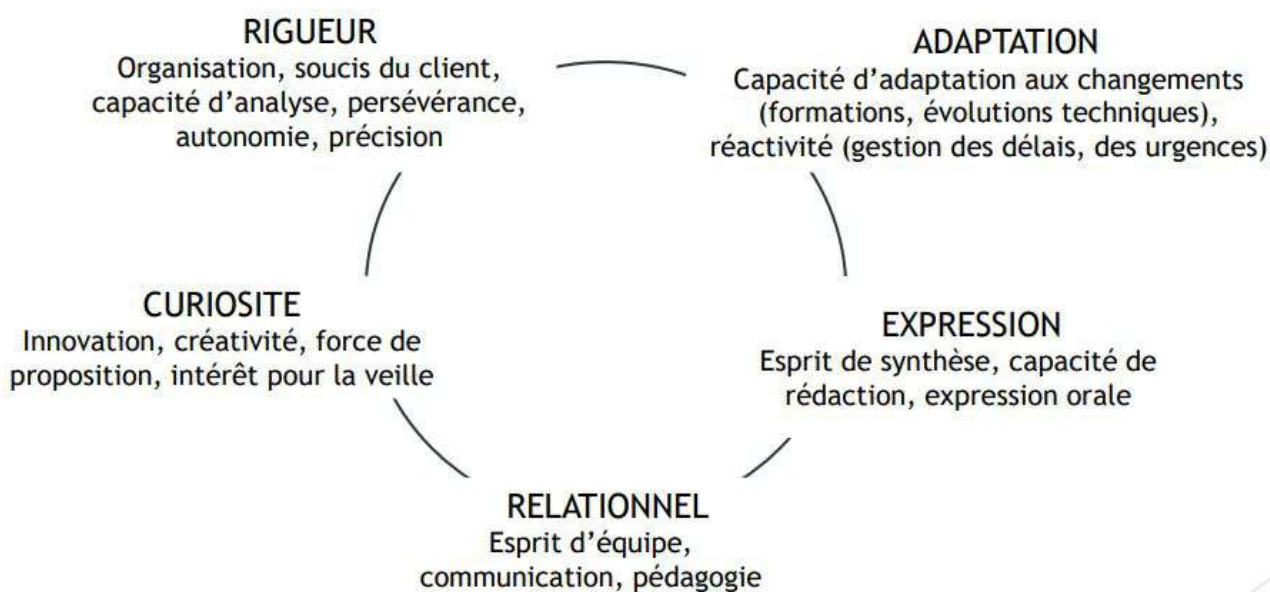 RIGUEUR
Organisation, soucis du client,
capacité d’analyse, persévérance,
autonomie, précision
ADAPTATION
Capacité d’adaptation aux changements
(formations, évolutions techniques),
réactivité (gestion des délais, des urgences)
CURIOSITE
Innovation, créativité, force de
proposition, intérêt pour la veille
EXPRESSION
Esprit de synthèse, capacité de
rédaction, expression orale
RELATIONNEL
Esprit d’équipe,
communication, pédagogie